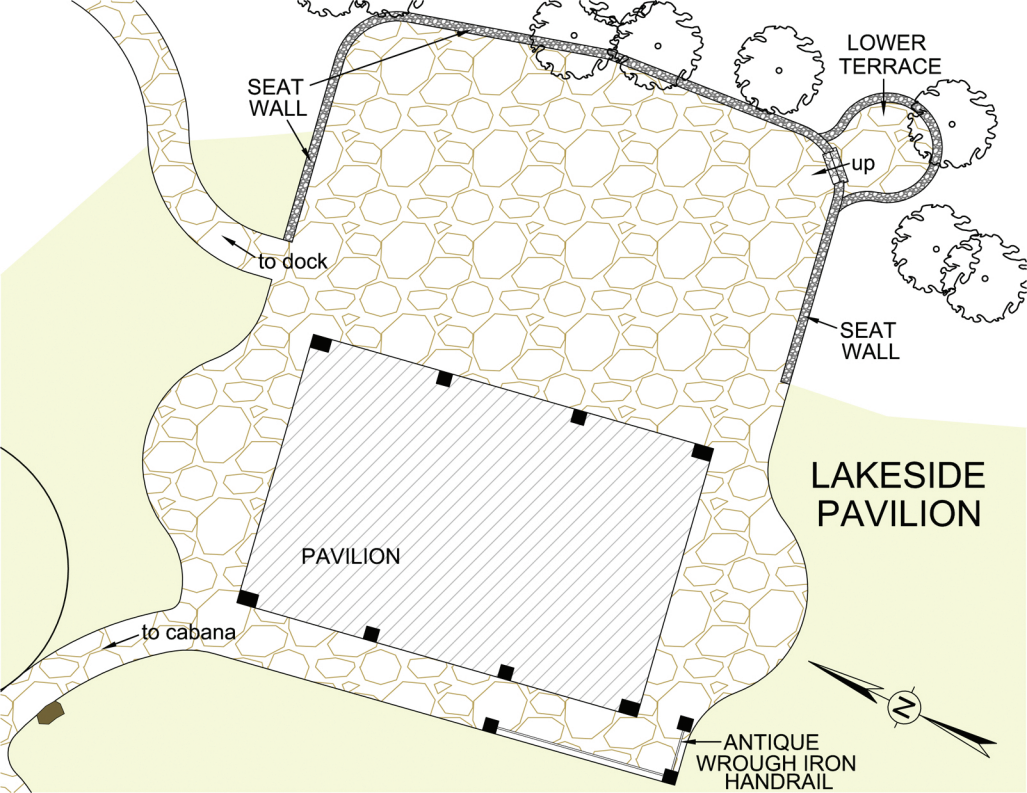 LOWER
TERRACE
SEAT
WALL
up
to dock
SEAT
WALL
LAKESIDE
PAVILION
PAVILION
to cabana
N
ANTIQUE
WROUGH IRON
HANDRAIL